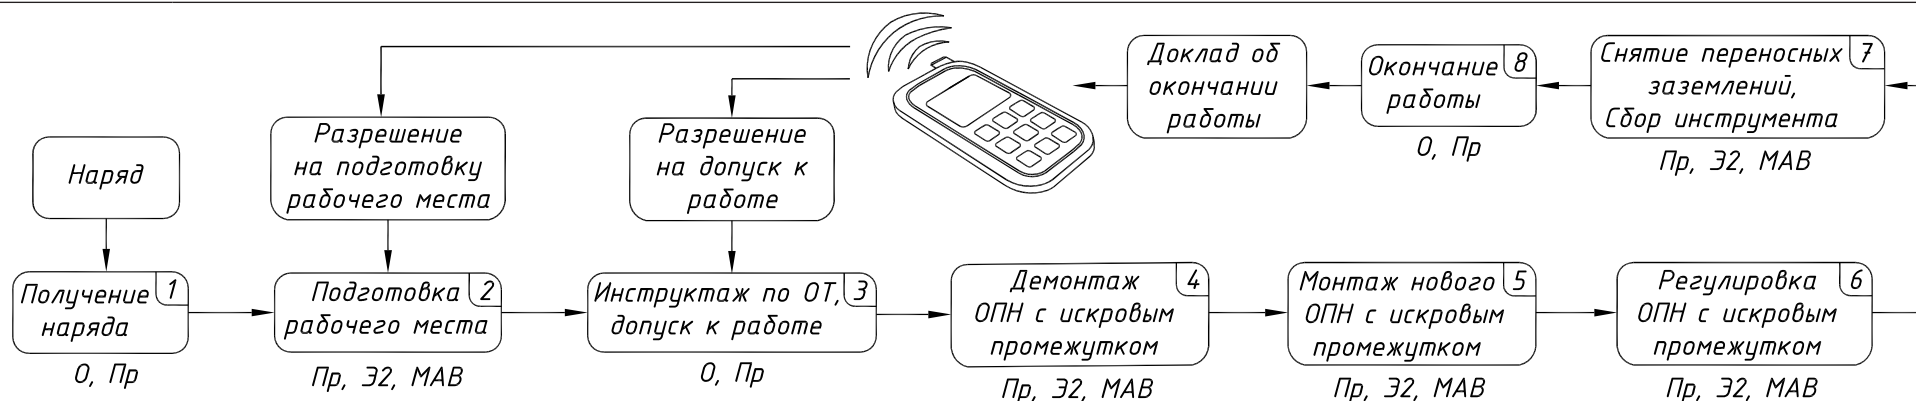 Доклад об
окончании
работы
Окончание
8
работы
О, Пр
Снятие переносных
7
заземлений,
Сбор инструмента
Пр, Э2, МАВ
Наряд
Разрешение
на подготовку
рабочего места
Разрешение
на допуск к
работе
Получение
1
наряда
О, Пр
Подготовка
2
рабочего места
Пр, Э2, МАВ
Инструктаж по ОТ,
3
допуск к работе
О, Пр
Демонтаж
4
ОПН с искровым
промежутком
Пр, Э2, МАВ
Монтаж нового
5
ОПН с искровым
промежутком
Пр, Э2, МАВ
Регулировка
6
ОПН с искровым
промежутком
Пр, Э2, МАВ